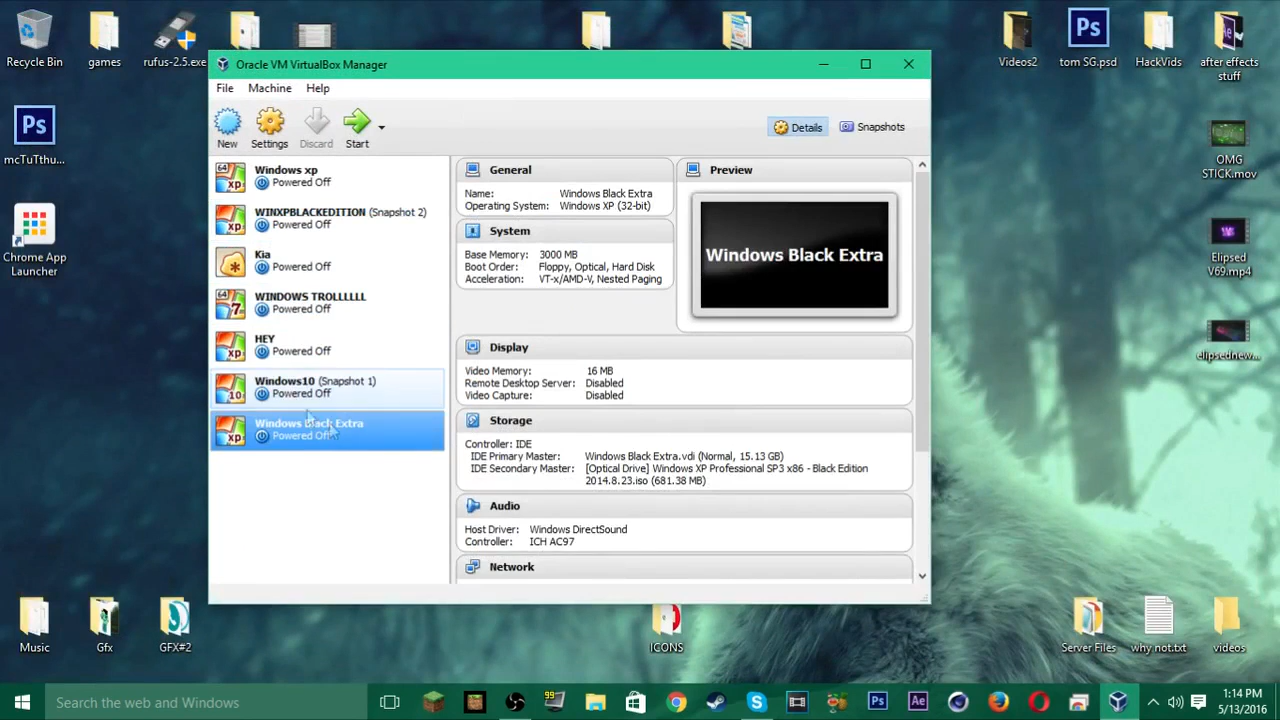 Recycle Bin
games
rufus-2.5.exe
Videos2
tom SG.psd
HackVids
after effects
stuff
Oracle VM VirtualBox Manager
File
Machine
Help
New
Settings
Discard
Start
Details
Snapshots
mcTuTthu...
Chrome App
Launcher
OMG
STICK.mov
Elipsed
V69.mp4
elipsednew...
Windows xp
Powered Off
WINXPBLACKEDITION (Snapshot 2)
Powered Off
Kia
Powered Off
WINDOWS TROLLLLLL
Powered Off
HEY
Powered Off
Windows10 (Snapshot 1)
Powered Off
Windows Black Extra
Powered Off
General
Name: Windows Black Extra
Operating System: Windows XP (32-bit)
System
Base Memory: 3000 MB
Boot Order: Floppy, Optical, Hard Disk
Acceleration: VT-x/AMD-V, Nested Paging
Preview
Windows Black Extra
Display
Video Memory: 16 MB
Remote Desktop Server: Disabled
Video Capture: Disabled
Storage
Controller: IDE
IDE Primary Master: Windows Black Extra.vdi (Normal, 15.13 GB)
IDE Secondary Master: [Optical Drive] Windows XP Professional SP3 x86 - Black Edition
2014.8.23.iso (681.38 MB)
Audio
Host Driver: Windows DirectSound
Controller: ICH AC97
Network
Music
Gfx
GFX#2
ICONS
Server Files
why not.txt
videos
Search the web and Windows
1:14 PM
5/13/2016